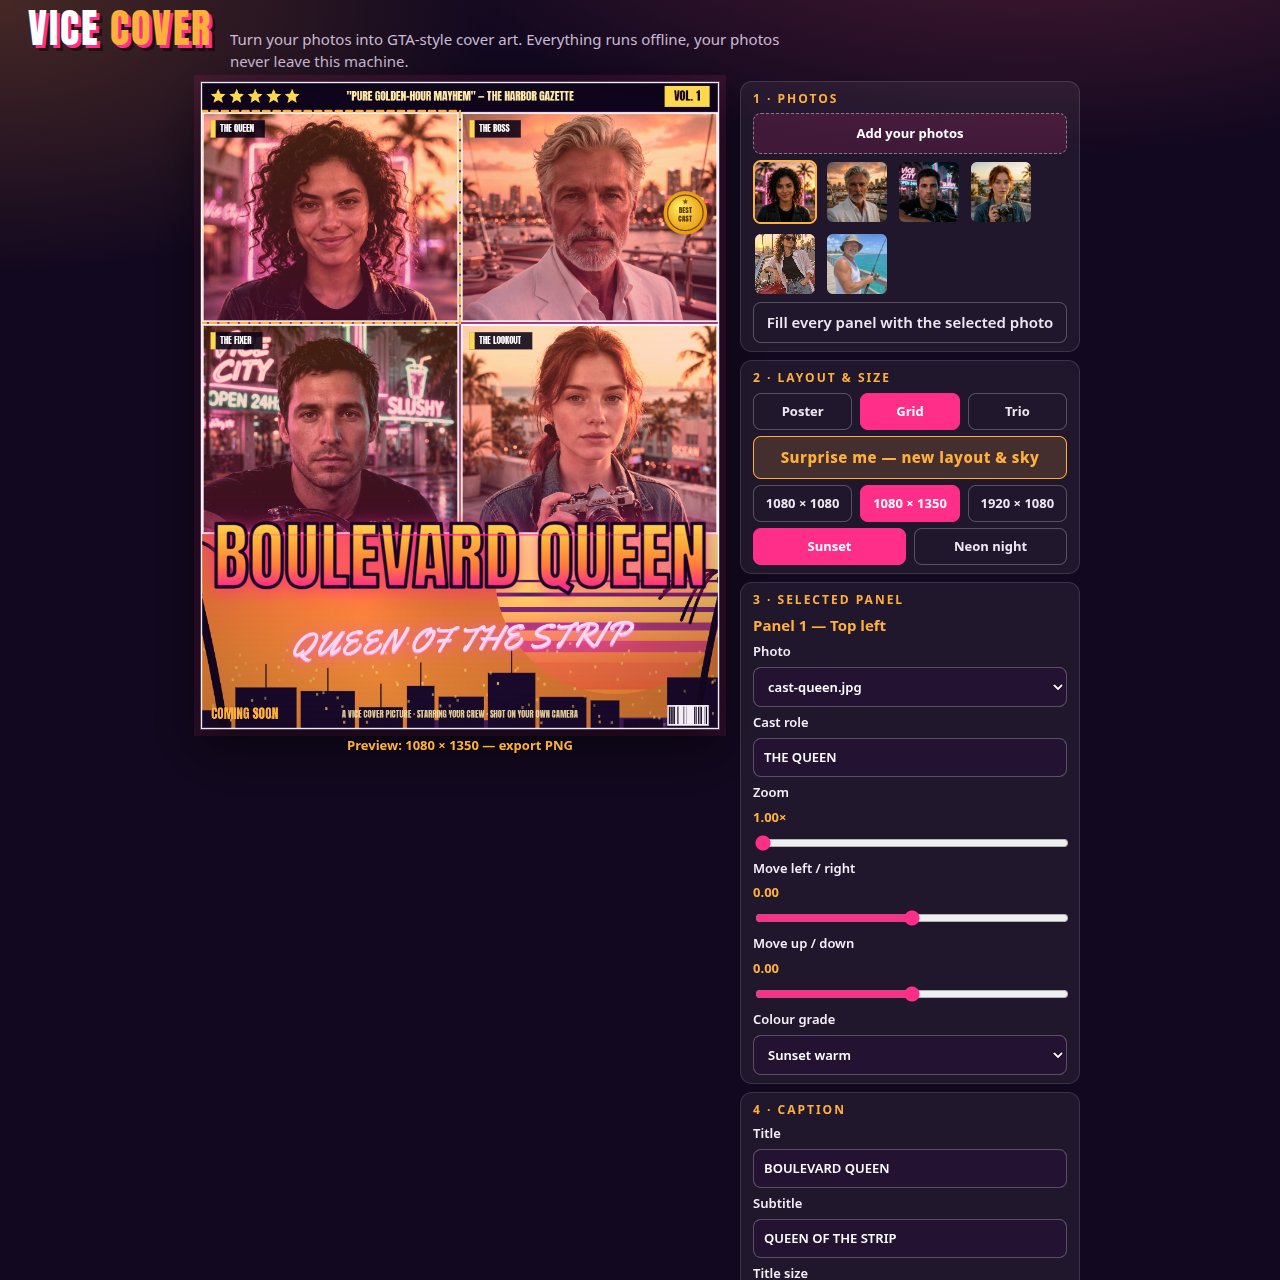 VICE COVER
Turn your photos into GTA-style cover art. Everything runs offline, your photos
never leave this machine.
"PURE GOLDEN-HOUR MAYHEM" — THE HARBOR GAZETTE
VOL. 1
THE QUEEN
THE BOSS
BEST
CAST
THE FIXER
THE LOOKOUT
VICE
CITY
OPEN 24H
SLUSHY
OCEAN
BOULEVARD QUEEN
QUEEN OF THE STRIP
COMING SOON
A VICE COVER PICTURE · STARRING YOUR CREW · SHOT ON YOUR OWN CAMERA
Preview: 1080 × 1350 — export PNG
1 · PHOTOS
Add your photos
Fill every panel with the selected photo
2 · LAYOUT & SIZE
Poster
Grid
Trio
Surprise me — new layout & sky
1080 × 1080
1080 × 1350
1920 × 1080
Sunset
Neon night
3 · SELECTED PANEL
Panel 1 — Top left
Photo
cast-queen.jpg
Cast role
THE QUEEN
Zoom
1.00×
Move left / right
0.00
Move up / down
0.00
Colour grade
Sunset warm
4 · CAPTION
Title
BOULEVARD QUEEN
Subtitle
QUEEN OF THE STRIP
Title size